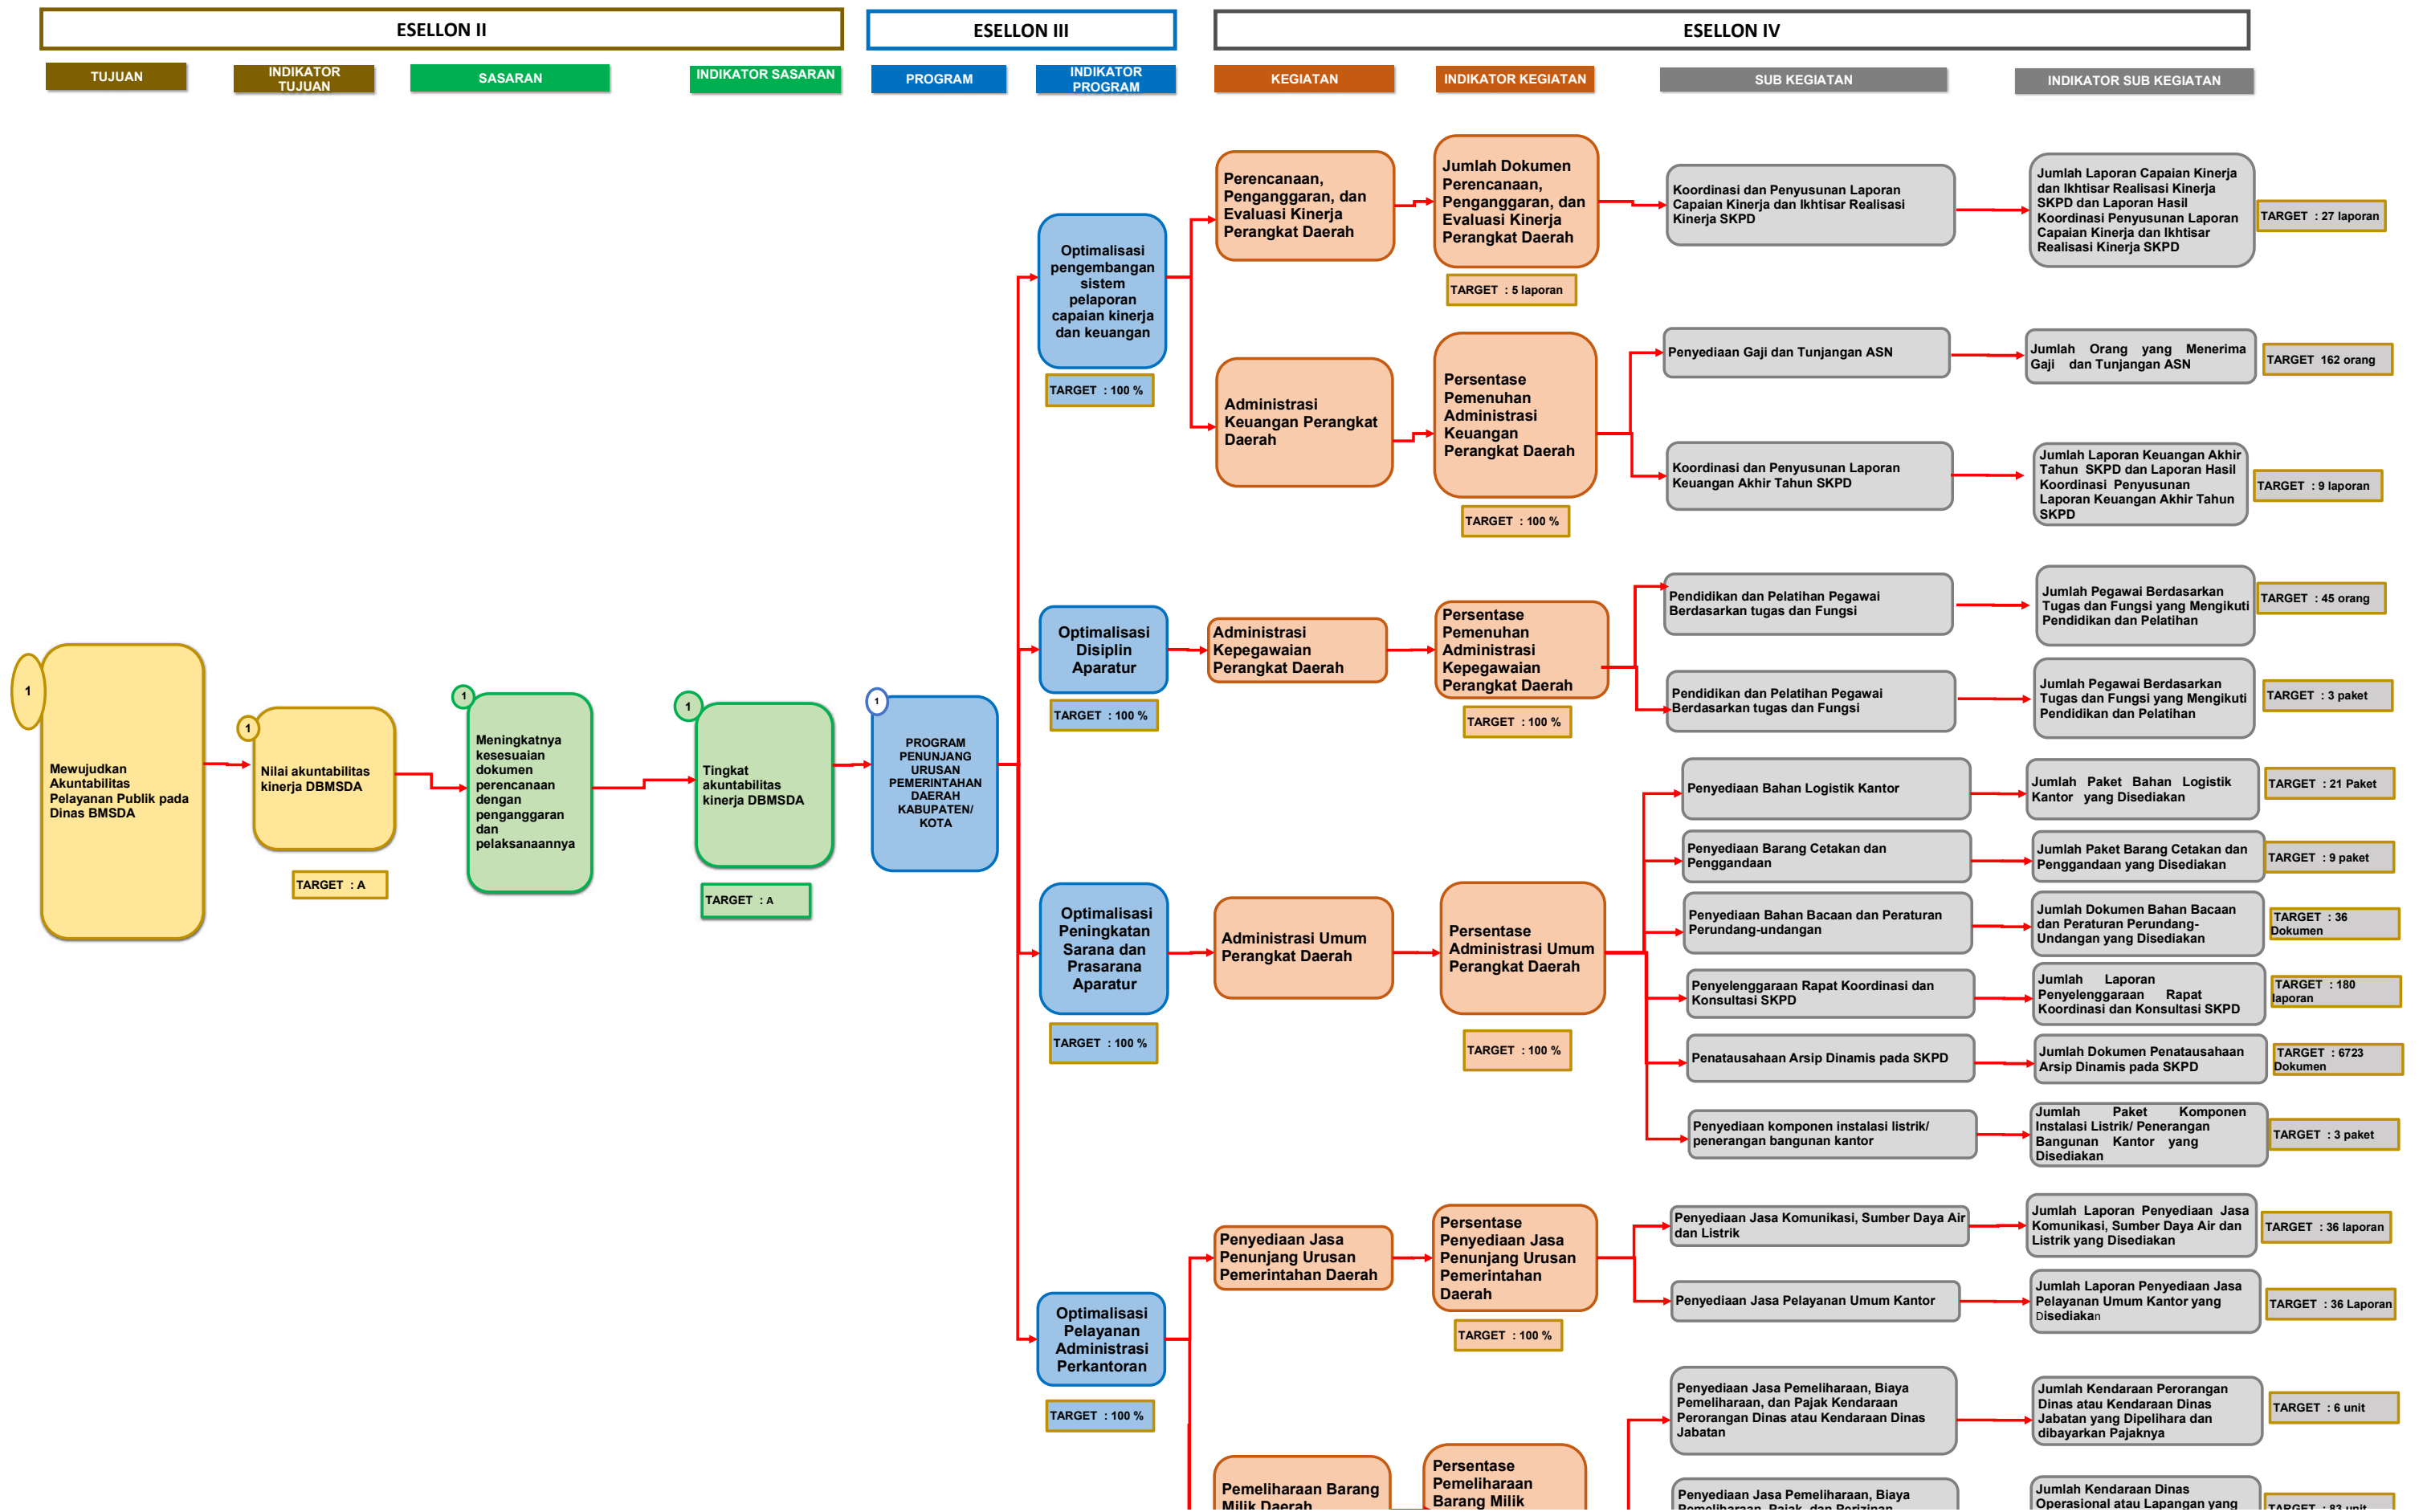 ESELLON II
ESELLON III
ESELLON IV
TUJUAN
INDIKATOR
TUJUAN
SASARAN
INDIKATOR SASARAN
PROGRAM
INDIKATOR
PROGRAM
KEGIATAN
INDIKATOR KEGIATAN
SUB KEGIATAN
INDIKATOR SUB KEGIATAN
1
Mewujudkan
Akuntabilitas
Pelayanan Publik pada
Dinas BMSDA
1
Nilai akuntabilitas
kinerja DBMSDA
TARGET : A
1
Meningkatnya
kesesuaian
dokumen
perencanaan
dengan
penganggaran
dan
pelaksanaannya
1
Tingkat
akuntabilitas
kinerja DBMSDA
TARGET : A
1
PROGRAM
PENUNJANG
URUSAN
PEMERINTAHAN
DAERAH
KABUPATEN/
KOTA
Optimalisasi
pengembangan
sistem
pelaporan
capaian kinerja
dan keuangan
TARGET : 100 %
Perencanaan,
Penganggaran, dan
Evaluasi Kinerja
Perangkat Daerah
Jumlah Dokumen
Perencanaan,
Penganggaran, dan
Evaluasi Kinerja
Perangkat Daerah
TARGET : 5 laporan
Koordinasi dan Penyusunan Laporan
Capaian Kinerja dan Ikhtisar Realisasi
Kinerja SKPD
Jumlah Laporan Capaian Kinerja
dan Ikhtisar Realisasi Kinerja
SKPD dan Laporan Hasil
Koordinasi Penyusunan Laporan
Capaian Kinerja dan Ikhtisar
Realisasi Kinerja SKPD
TARGET : 27 laporan
Administrasi
Keuangan Perangkat
Daerah
Persentase
Pemenuhan
Administrasi
Keuangan
Perangkat Daerah
TARGET : 100 %
Penyediaan Gaji dan Tunjangan ASN
Jumlah Orang yang Menerima
Gaji dan Tunjangan ASN
TARGET 162 orang
Koordinasi dan Penyusunan Laporan
Keuangan Akhir Tahun SKPD
Jumlah Laporan Keuangan Akhir
Tahun SKPD dan Laporan Hasil
Koordinasi Penyusunan
Laporan Keuangan Akhir Tahun
SKPD
TARGET : 9 laporan
Optimalisasi
Disiplin
Aparatur
TARGET : 100 %
Administrasi
Kepegawaian
Perangkat Daerah
Persentase
Pemenuhan
Administrasi
Kepegawaian
Perangkat Daerah
TARGET : 100 %
Pendidikan dan Pelatihan Pegawai
Berdasarkan tugas dan Fungsi
Jumlah Pegawai Berdasarkan
Tugas dan Fungsi yang Mengikuti
Pendidikan dan Pelatihan
TARGET : 45 orang
Pendidikan dan Pelatihan Pegawai
Berdasarkan tugas dan Fungsi
Jumlah Pegawai Berdasarkan
Tugas dan Fungsi yang Mengikuti
Pendidikan dan Pelatihan
TARGET : 3 paket
Optimalisasi
Peningkatan
Sarana dan
Prasarana
Aparatur
TARGET : 100 %
Administrasi Umum
Perangkat Daerah
Persentase
Administrasi Umum
Perangkat Daerah
TARGET : 100 %
Penyediaan Bahan Logistik Kantor
Jumlah Paket Bahan Logistik
Kantor yang Disediakan
TARGET : 21 Paket
Penyediaan Barang Cetakan dan
Penggandaan
Jumlah Paket Barang Cetakan dan
Penggandaan yang Disediakan
TARGET : 9 paket
Penyediaan Bahan Bacaan dan Peraturan
Perundang-undangan
Jumlah Dokumen Bahan Bacaan
dan Peraturan Perundang-
Undangan yang Disediakan
TARGET : 36
Dokumen
Penyelenggaraan Rapat Koordinasi dan
Konsultasi SKPD
Jumlah Laporan
Penyelenggaraan Rapat
Koordinasi dan Konsultasi SKPD
TARGET : 180
laporan
Penatausahaan Arsip Dinamis pada SKPD
Jumlah Dokumen Penatausahaan
Arsip Dinamis pada SKPD
TARGET : 6723
Dokumen
Penyediaan komponen instalasi listrik/
penerangan bangunan kantor
Jumlah Paket Komponen
Instalasi Listrik/ Penerangan
Bangunan Kantor yang
Disediakan
TARGET : 3 paket
Optimalisasi
Pelayanan
Administrasi
Perkantoran
TARGET : 100 %
Penyediaan Jasa
Penunjang Urusan
Pemerintahan Daerah
Persentase
Penyediaan Jasa
Penunjang Urusan
Pemerintahan
Daerah
TARGET : 100 %
Penyediaan Jasa Komunikasi, Sumber Daya Air
dan Listrik
Jumlah Laporan Penyediaan Jasa
Komunikasi, Sumber Daya Air dan
Listrik yang Disediakan
TARGET : 36 laporan
Penyediaan Jasa Pelayanan Umum Kantor
Jumlah Laporan Penyediaan Jasa
Pelayanan Umum Kantor yang
Disediakan
TARGET : 36 Laporan
Pemeliharaan Barang
Milik Daerah
Persentase
Pemeliharaan
Barang Milik
Penyediaan Jasa Pemeliharaan, Biaya
Pemeliharaan, dan Pajak Kendaraan
Perorangan Dinas atau Kendaraan Dinas
Jabatan
Jumlah Kendaraan Perorangan
Dinas atau Kendaraan Dinas
Jabatan yang Dipelihara dan
dibayarkan Pajaknya
TARGET : 6 unit
Penyediaan Jasa Pemeliharaan, Biaya
Pemeliharaan, Pajak, dan Perizinan
Jumlah Kendaraan Dinas
Operasional atau Lapangan yang
TARGET : 83 unit